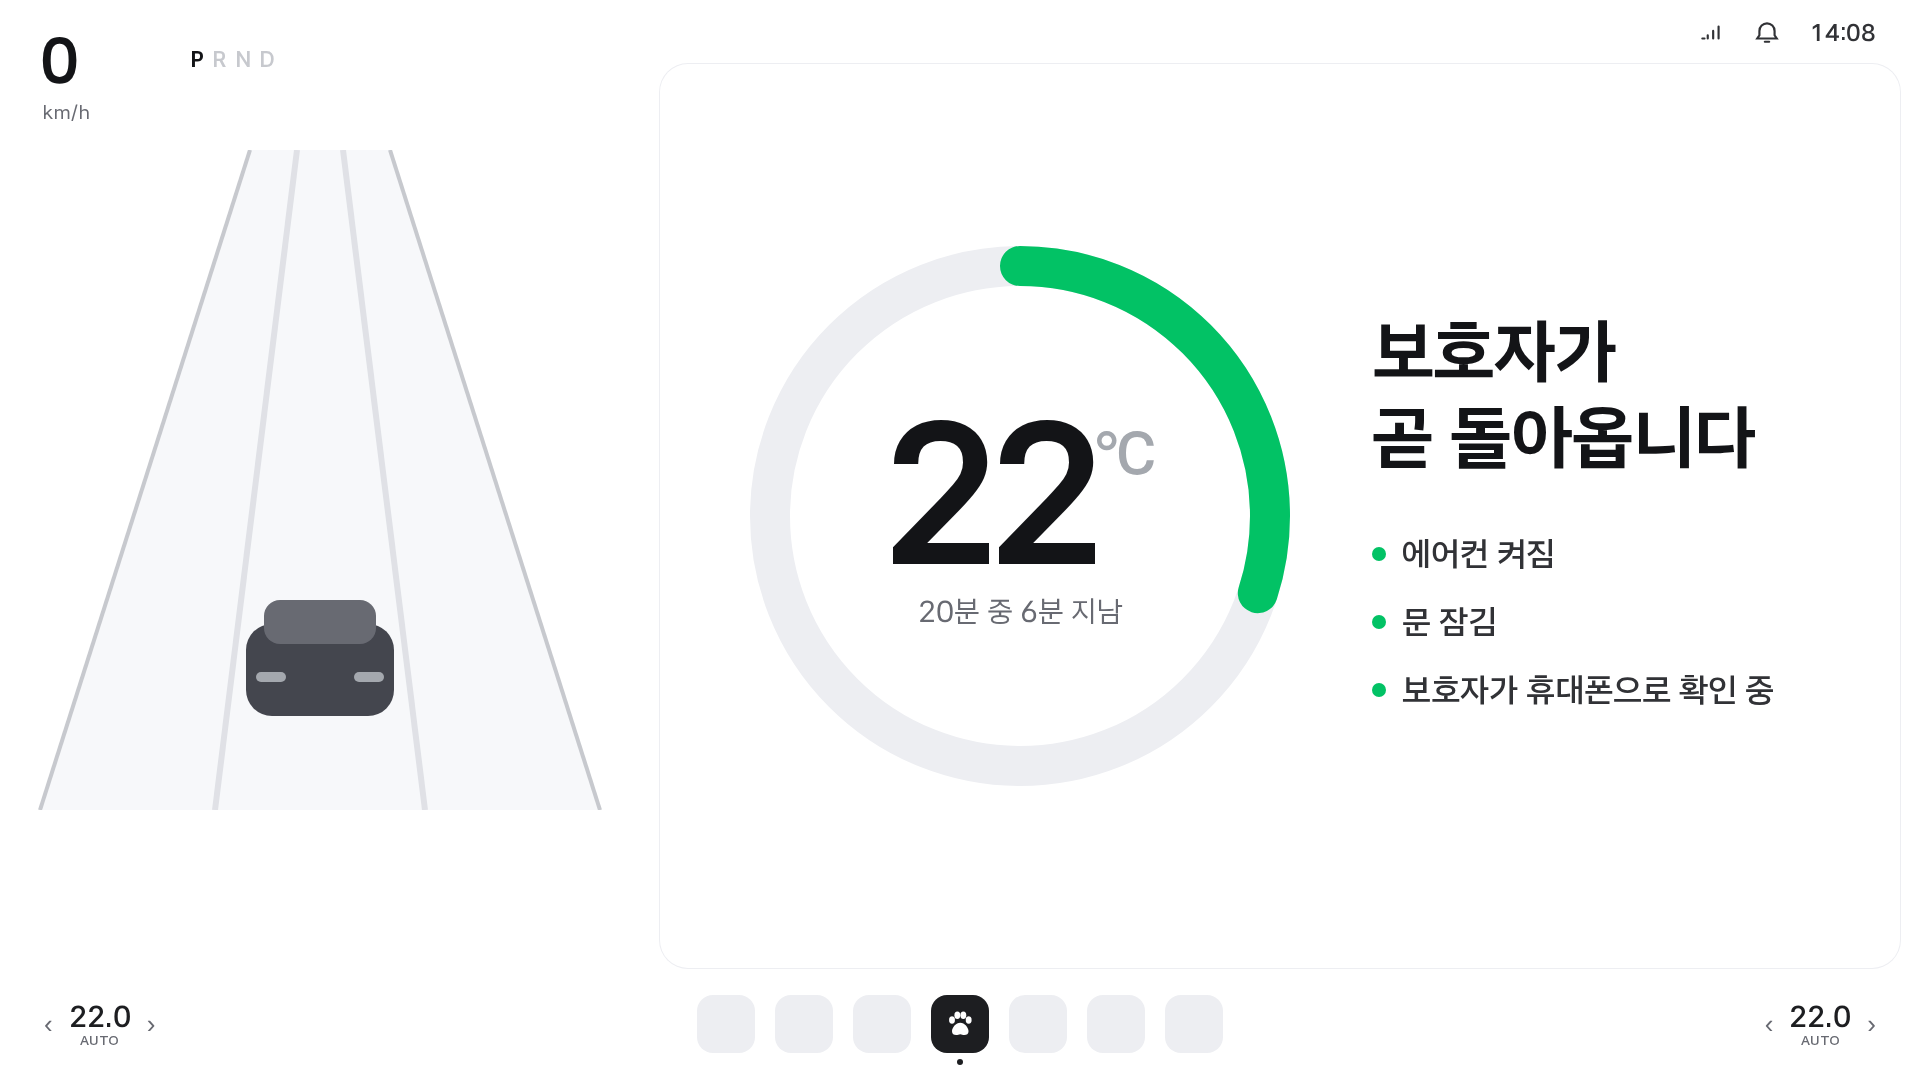 0
km/h
P R N D
14:08
22°C
20분 중 6분 지남
보호자가
곧 돌아옵니다
에어컨 켜짐
문 잠김
보호자가 휴대폰으로 확인 중
‹ 22.0 ›
AUTO
‹ 22.0 ›
AUTO